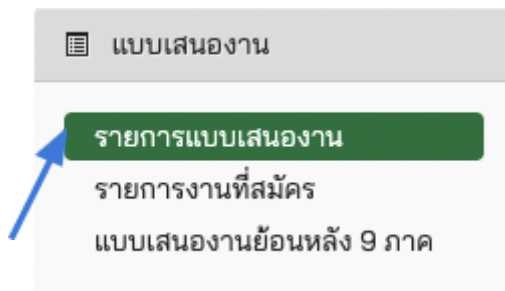 แบบเสนองาน
รายการแบบเสนองาน
รายการงานที่สมัคร
แบบเสนองานย้อนหลัง 9 ภาค